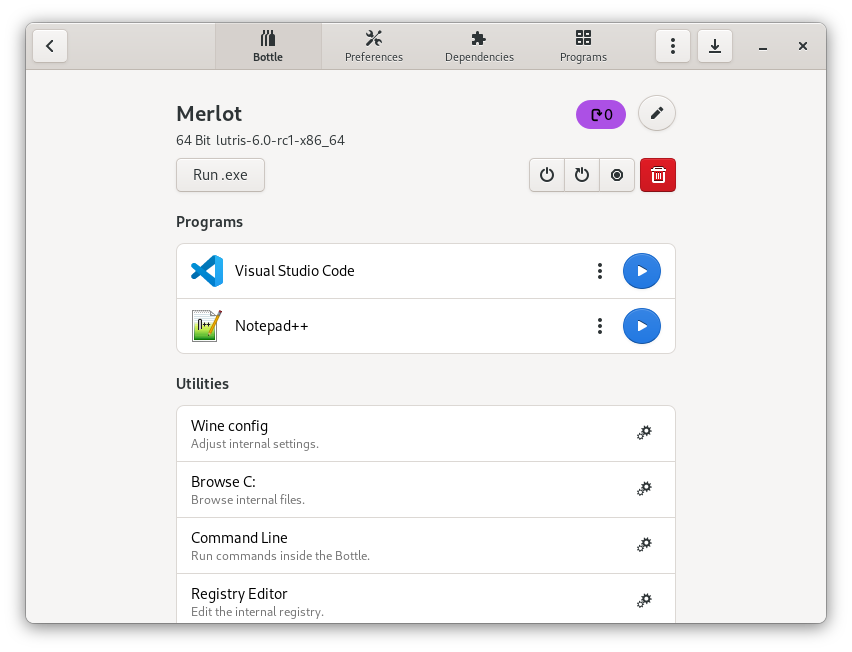 Bottle
Preferences
Dependencies
Programs
Merlot
0
64 Bit lutris-6.0-rc1-x86_64
Run .exe
Programs
Visual Studio Code
Notepad++
Utilities
Wine config
Adjust internal settings.
Browse C:
Browse internal files.
Command Line
Run commands inside the Bottle.
Registry Editor
Edit the internal registry.